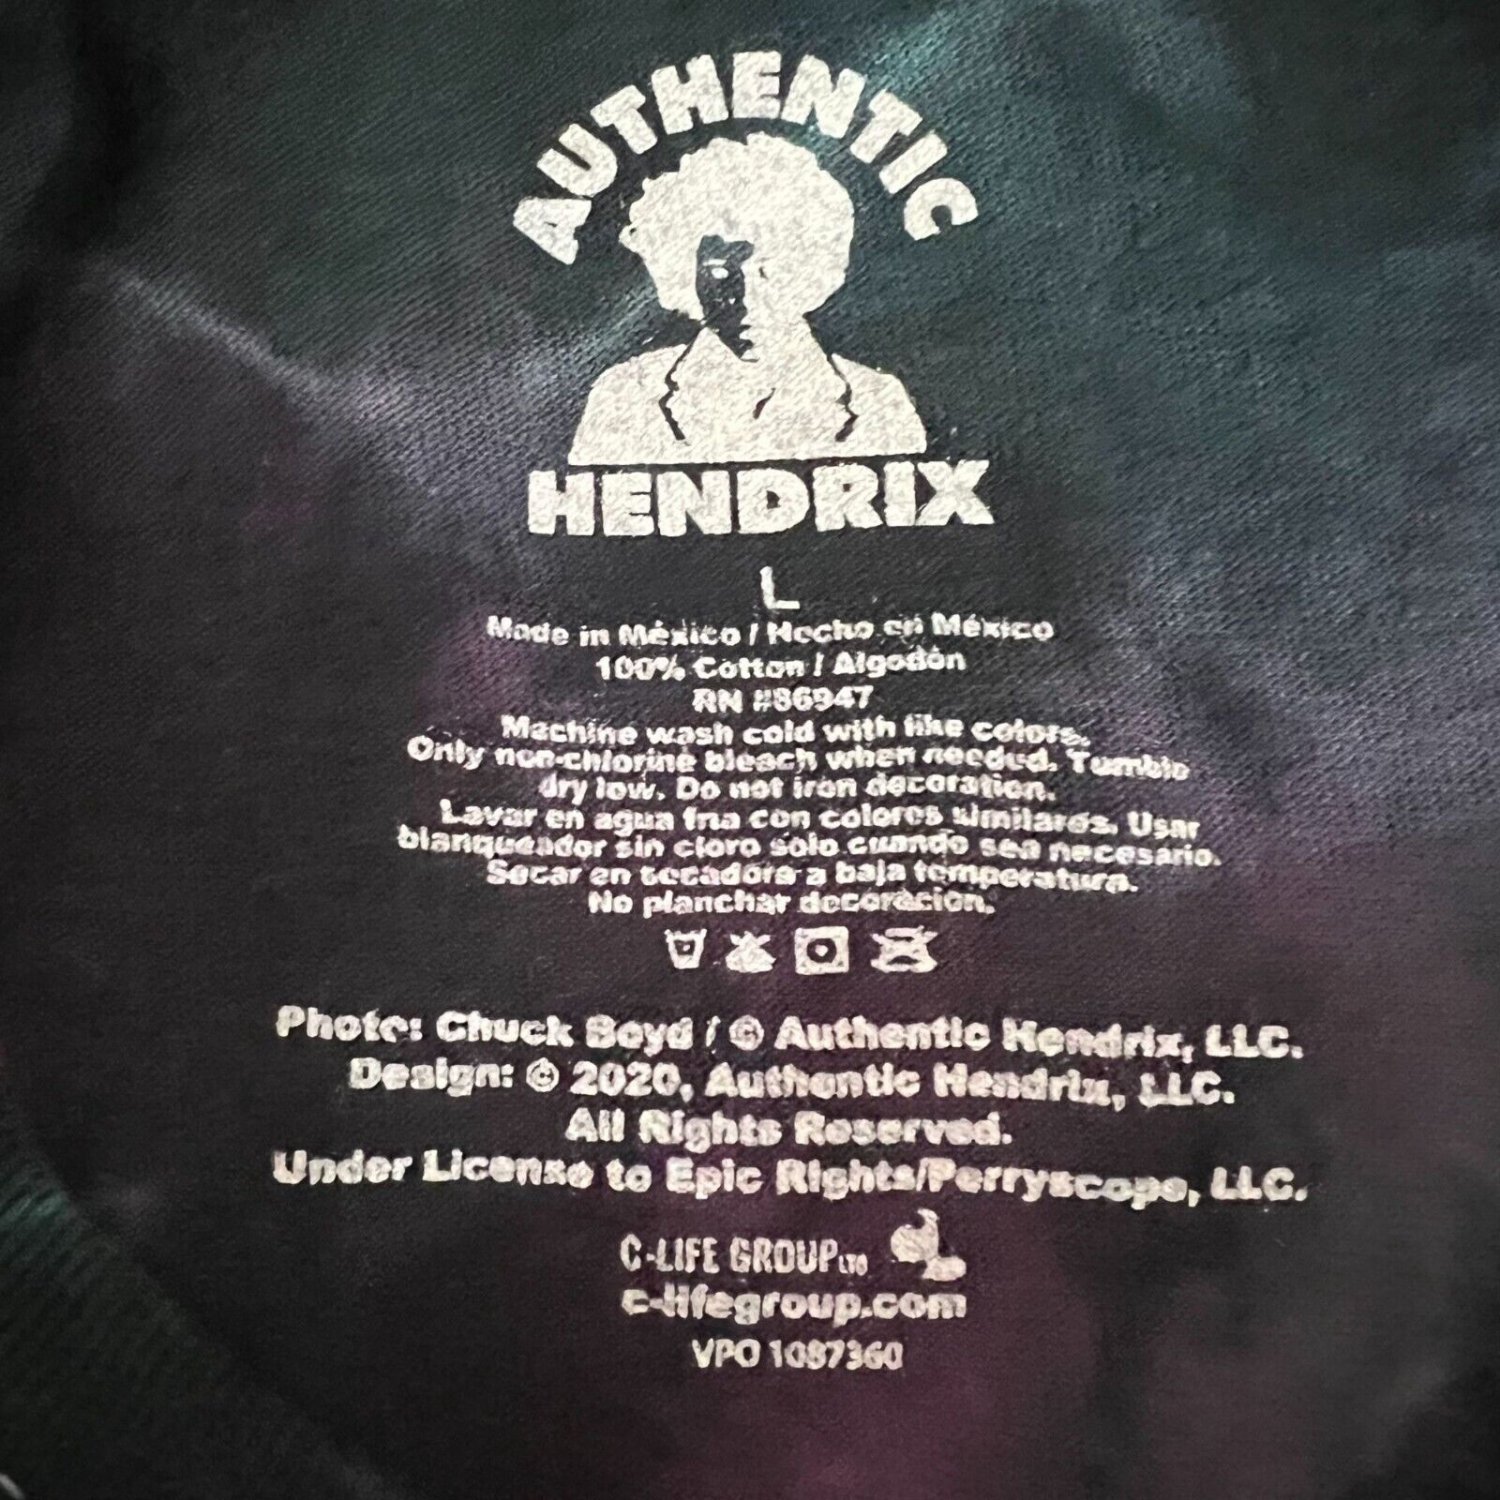 AUTHENTIC
HENDRIX
L
Made in México / Hecho en México
100% Cotton / Algodón
RN #86947
Machine wash cold with like colors.
Only non-chlorine bleach when needed. Tumble
dry low. Do not iron decoration.
Lavar en agua fria con colores similares. Usar
blanqueador sin cloro solo cuando sea necesario.
Secar en secadora a baja temperatura.
No planchar decoracion.
Photo: Chuck Boyd / © Authentic Hendrix, LLC.
Design: © 2020, Authentic Hendrix, LLC.
All Rights Reserved.
Under License to Epic Rights/Perryscope, LLC.
C-LIFE GROUP LTD
c-lifegroup.com
VPO 1087360